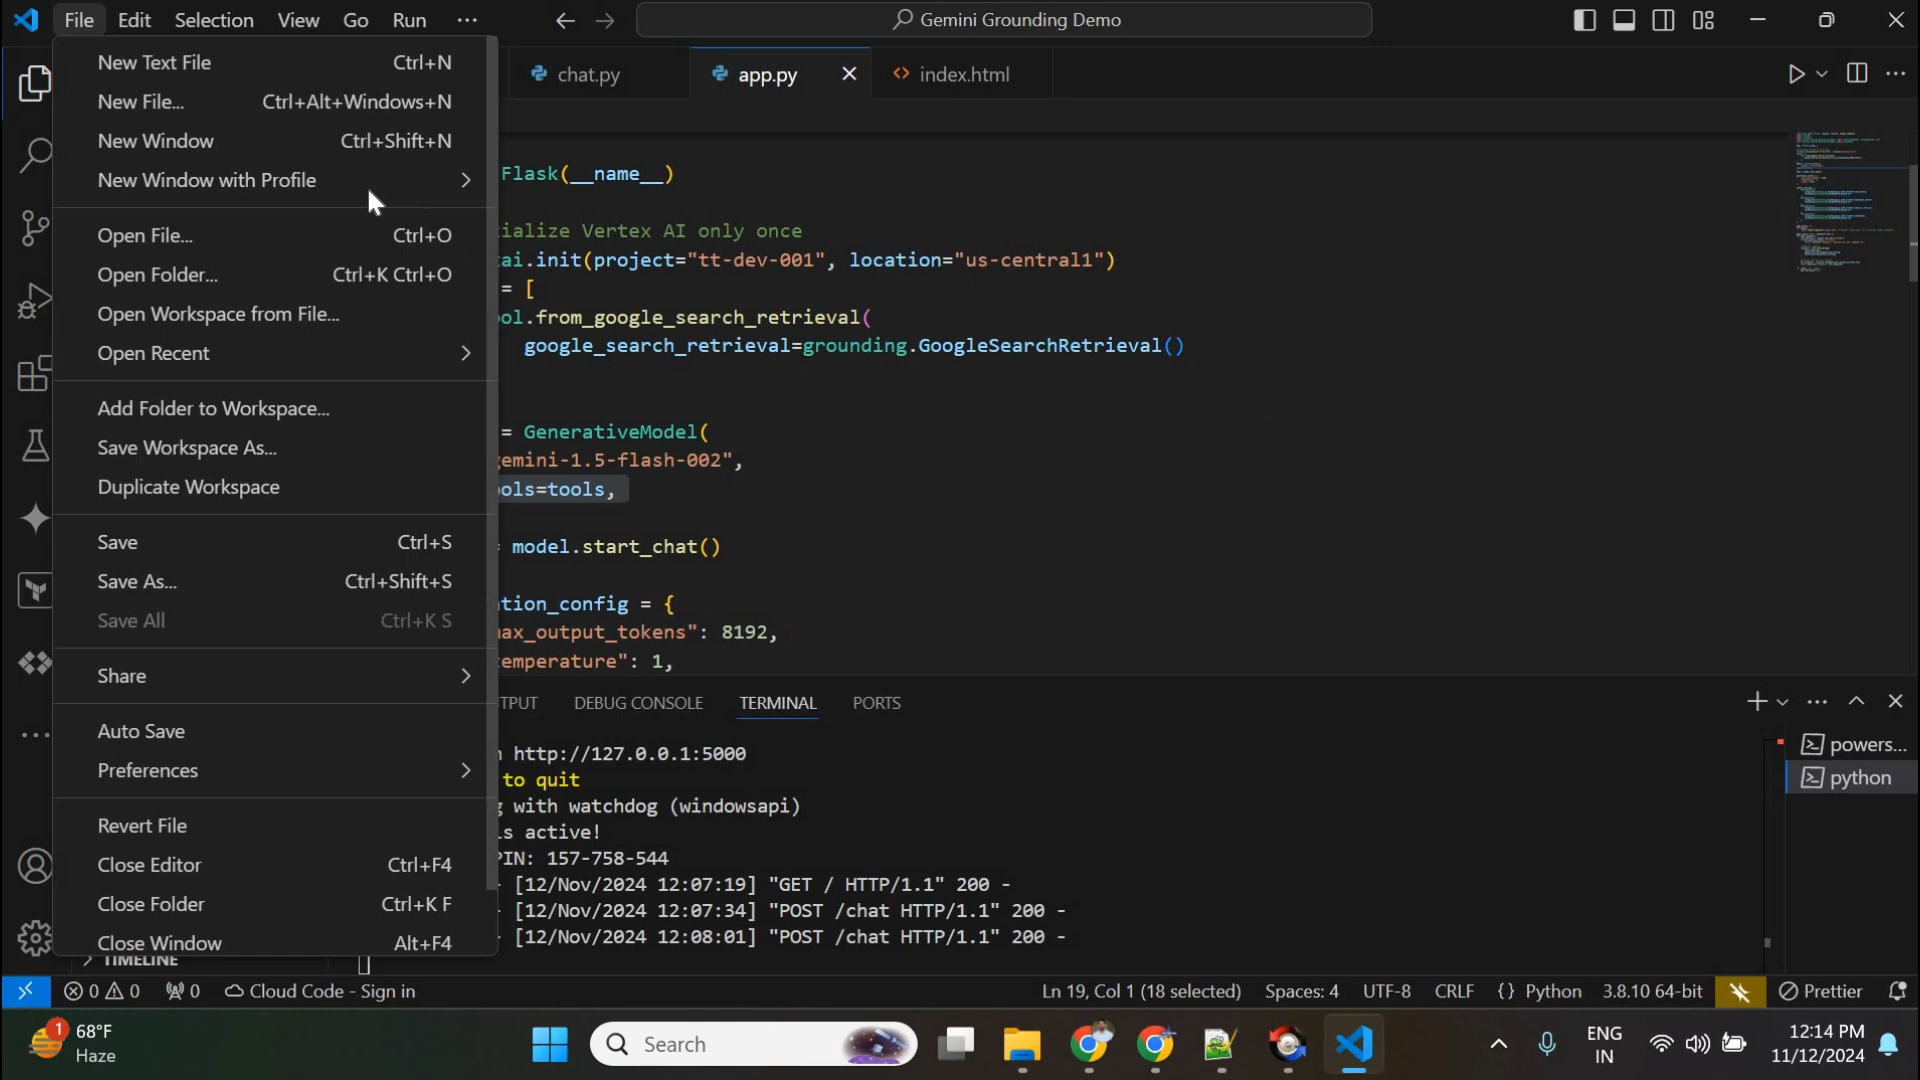 File Edit Selection View Go Run ···
Gemini Grounding Demo
New Text File Ctrl+N
New File... Ctrl+Alt+Windows+N
New Window Ctrl+Shift+N
New Window with Profile
Open File... Ctrl+O
Open Folder... Ctrl+K Ctrl+O
Open Workspace from File...
Open Recent
Add Folder to Workspace...
Save Workspace As...
Duplicate Workspace
Save Ctrl+S
Save As... Ctrl+Shift+S
Save All Ctrl+K S
Share
Auto Save
Preferences
Revert File
Close Editor Ctrl+F4
Close Folder Ctrl+K F
Close Window Alt+F4
TIMELINE
chat.py app.py index.html
Flask(__name__)
ialize Vertex AI only once
ai.init(project="tt-dev-001", location="us-central1")
= [
ol.from_google_search_retrieval(
google_search_retrieval=grounding.GoogleSearchRetrieval()
= GenerativeModel(
gemini-1.5-flash-002",
ools=tools,
= model.start_chat()
tion_config = {
max_output_tokens": 8192,
temperature": 1,
TPUT DEBUG CONSOLE TERMINAL PORTS
http://127.0.0.1:5000
to quit
g with watchdog (windowsapi)
is active!
PIN: 157-758-544
- [12/Nov/2024 12:07:19] "GET / HTTP/1.1" 200 -
- [12/Nov/2024 12:07:34] "POST /chat HTTP/1.1" 200 -
- [12/Nov/2024 12:08:01] "POST /chat HTTP/1.1" 200 -
powers...
python
0 0 0 Cloud Code - Sign in Ln 19, Col 1 (18 selected) Spaces: 4 UTF-8 CRLF {} Python 3.8.10 64-bit Prettier
1 68°F
Haze
Search
ENG
IN
12:14 PM
11/12/2024